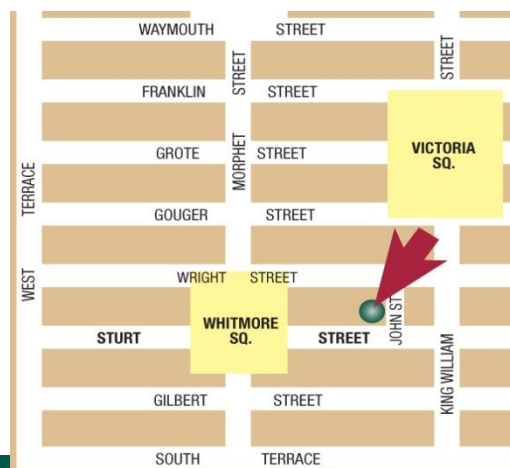 WAYMOUTH STREET
FRANKLIN STREET
GROTE STREET
GOUGER STREET
WRIGHT STREET
STURT STREET
GILBERT STREET
SOUTH TERRACE
WEST TERRACE
MORPHET STREET
KING WILLIAM STREET
JOHN ST
VICTORIA
SQ.
WHITMORE
SQ.